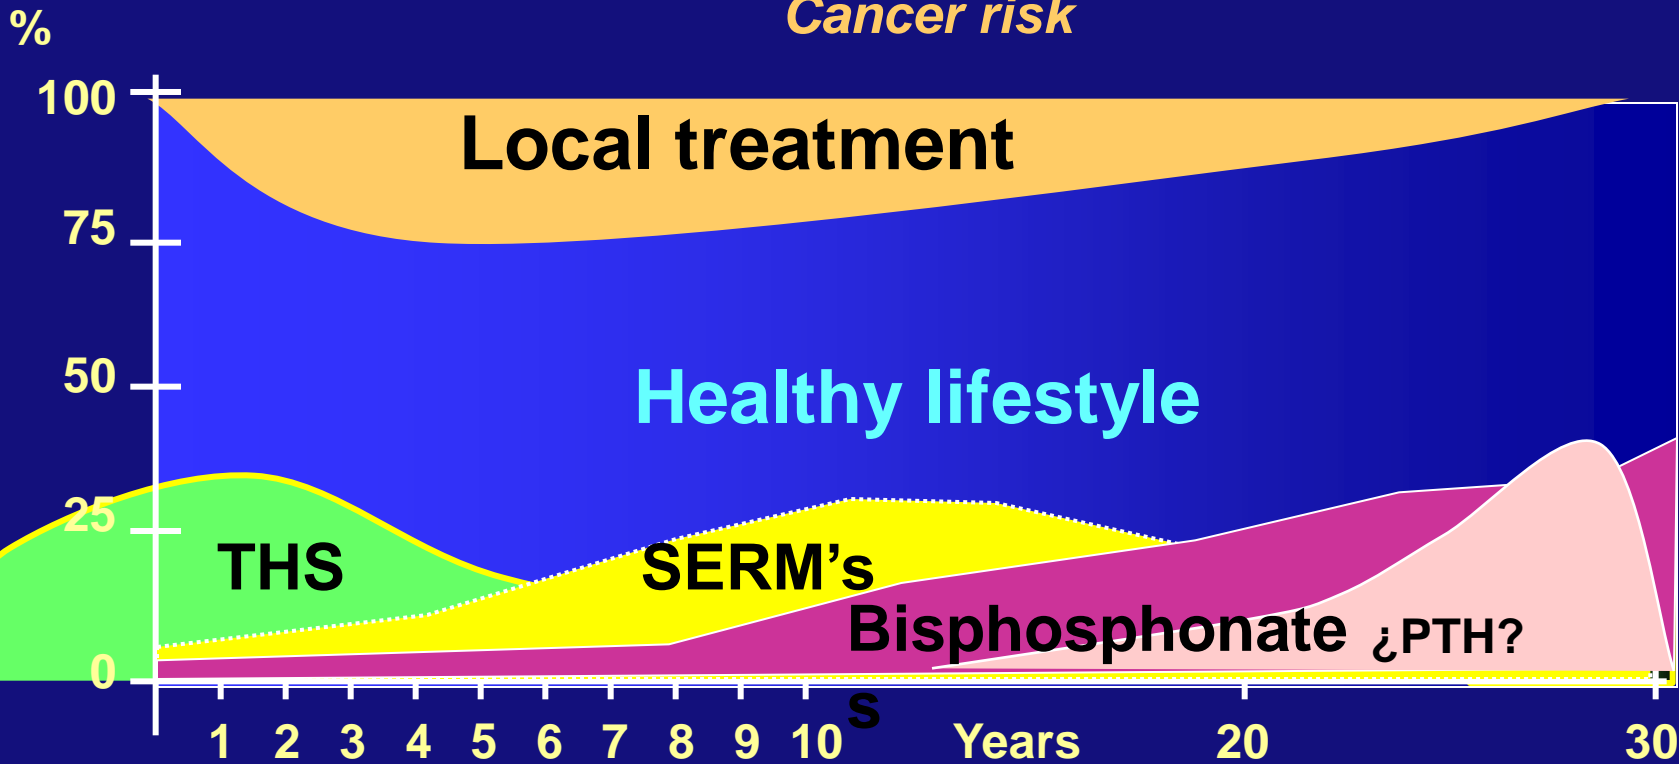 Cancer risk
%
100
Local treatment
75
50
Healthy lifestyle
25
THS
SERM’s
Bisphosphonate
s
¿PTH?
0
1 2 3 4 5 6 7 8 9 10 Years 20 30